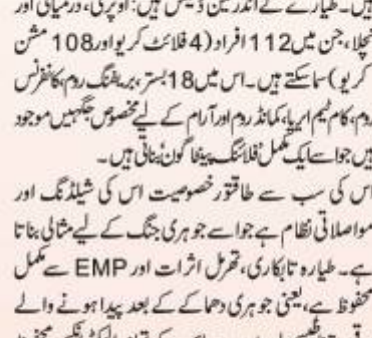 ہیں۔ طیارے کے اندر تین ڈیکس ہیں: اوپری، درمیانی اور
نچلا، جن میں 112 افراد (4 فلائٹ کریو اور 108 مشن
کریو) سما سکتے ہیں۔ اس میں 18 بستر، بریفنگ روم، کانفرنس
روم، کام ٹیم ایریا، کمانڈ روم اور آرام کے لیے مخصوص جگہیں موجود
ہیں جو اسے ایک مکمل فلائنگ پینٹاگون بناتی ہیں۔
اس کی سب سے طاقتور خصوصیت اس کی شیلڈنگ اور
مواصلاتی نظام ہے جو اسے جوہری جنگ کے لیے مثالی بناتا
ہے۔ طیارہ تابکاری، تھرمل اثرات اور EMP سے مکمل
محفوظ ہے، یعنی جوہری دھماکے کے بعد پیدا ہونے والے